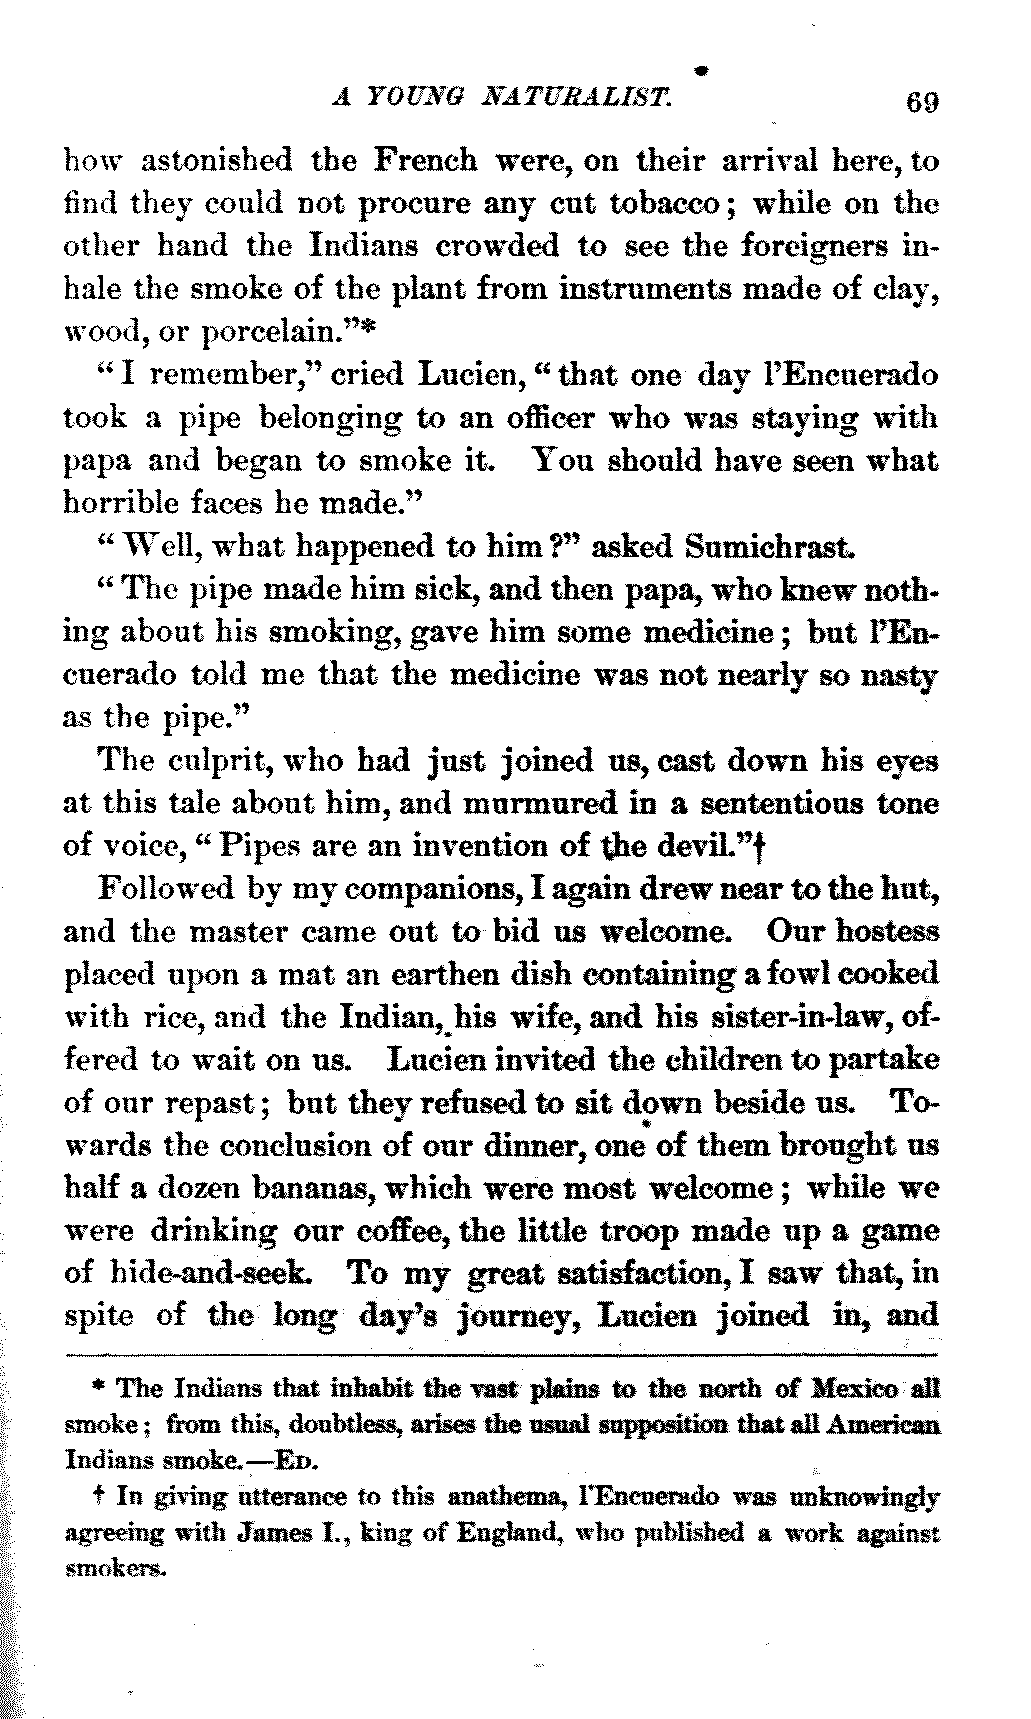 A YOUNG NATURALIST. 69
how astonished the French were, on their arrival here, to
find they could not procure any cut tobacco; while on the
other hand the Indians crowded to see the foreigners in-
hale the smoke of the plant from instruments made of clay,
wood, or porcelain."*
"I remember," cried Lucien, "that one day l'Encuerado
took a pipe belonging to an officer who was staying with
papa and began to smoke it. You should have seen what
horrible faces he made."
"Well, what happened to him?" asked Sumichrast.
"The pipe made him sick, and then papa, who knew noth-
ing about his smoking, gave him some medicine; but l'En-
cuerado told me that the medicine was not nearly so nasty
as the pipe."
The culprit, who had just joined us, cast down his eyes
at this tale about him, and murmured in a sententious tone
of voice, "Pipes are an invention of the devil."†
Followed by my companions, I again drew near to the hut,
and the master came out to bid us welcome. Our hostess
placed upon a mat an earthen dish containing a fowl cooked
with rice, and the Indian, his wife, and his sister-in-law, of-
fered to wait on us. Lucien invited the children to partake
of our repast; but they refused to sit down beside us. To-
wards the conclusion of our dinner, one of them brought us
half a dozen bananas, which were most welcome; while we
were drinking our coffee, the little troop made up a game
of hide-and-seek. To my great satisfaction, I saw that, in
spite of the long day's journey, Lucien joined in, and
* The Indians that inhabit the vast plains to the north of Mexico all
smoke; from this, doubtless, arises the usual supposition that all American
Indians smoke.—ED.
† In giving utterance to this anathema, l'Encuerado was unknowingly
agreeing with James I., king of England, who published a work against
smokers.